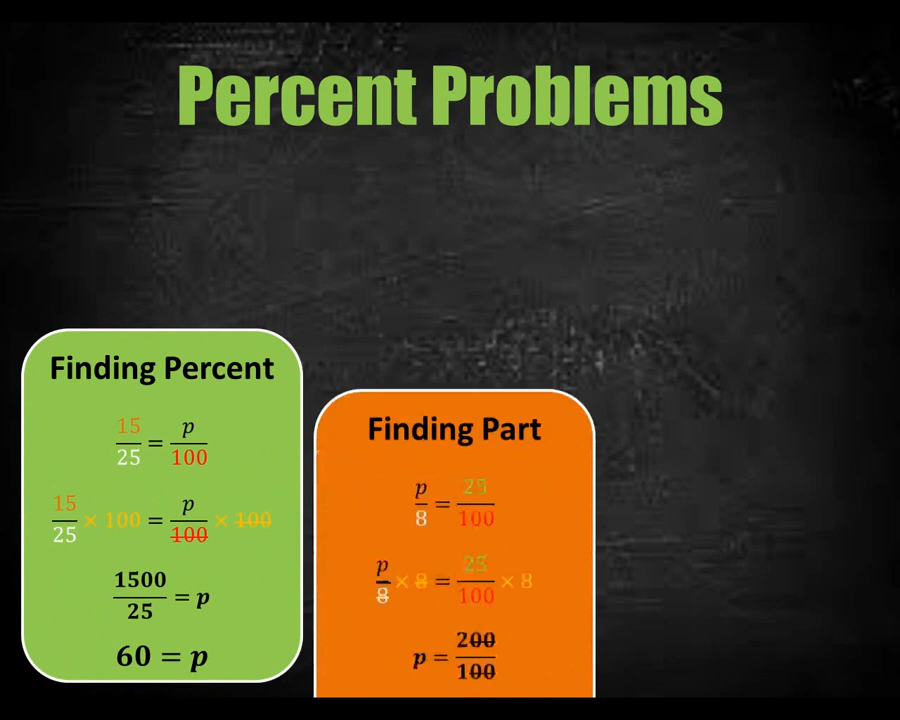 Percent Problems
Finding Percent
15/25 = p/100
15/25 × 100 = p/100 × 100
1500/25 = p
60 = p
Finding Part
p/8 = 25/100
p/8 × 8 = 25/100 × 8
p = 200/100